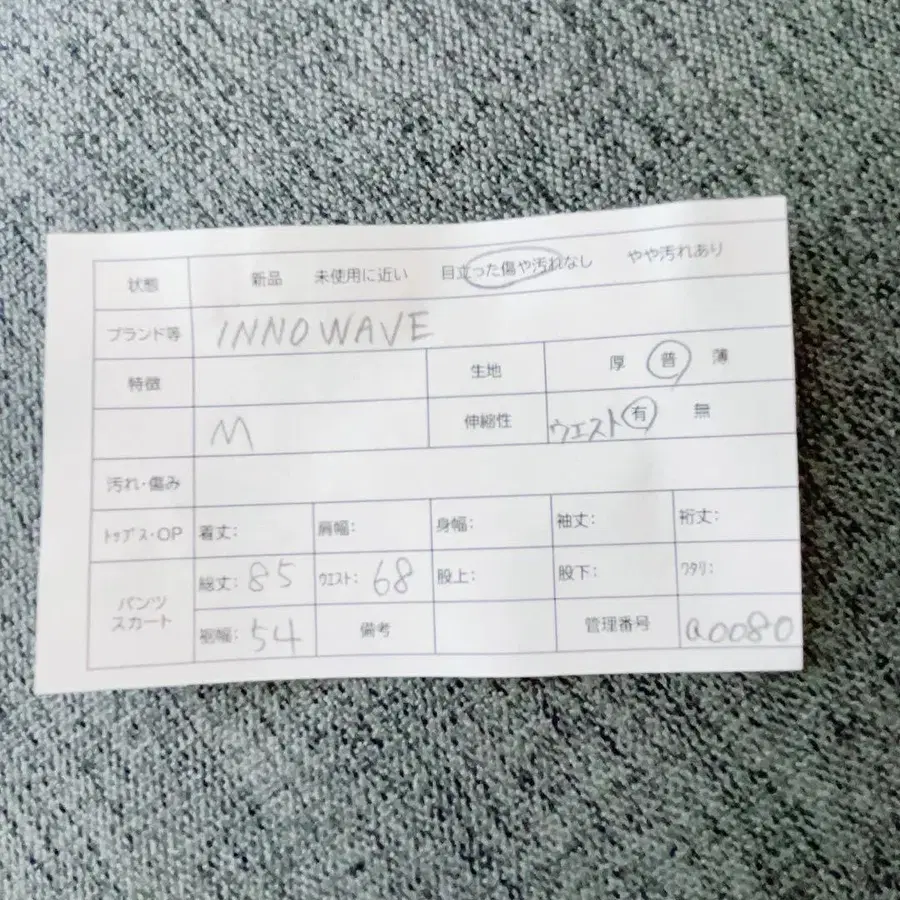 状態 新品 未使用に近い 目立った傷や汚れなし やや汚れあり
ブランド等 INNOWAVE
特徴 生地 厚 普 薄
M 伸縮性 ウエスト 有 無
汚れ・傷み
トップス・OP 着丈: 肩幅: 身幅: 袖丈: 裄丈:
パンツ スカート 総丈: 85 ウエスト: 68 股上: 股下: ワタリ:
裾幅: 54 備考 管理番号 a0080